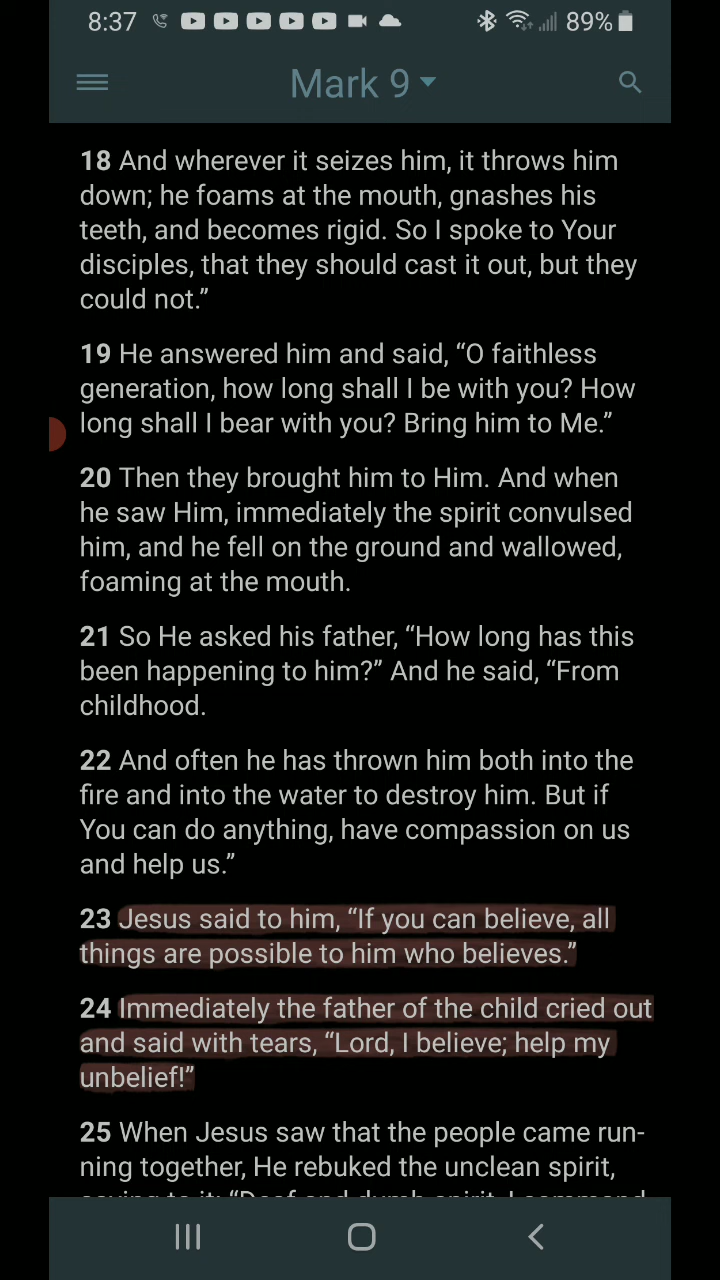 8:37 89%
Mark 9
18 And wherever it seizes him, it throws him
down; he foams at the mouth, gnashes his
teeth, and becomes rigid. So I spoke to Your
disciples, that they should cast it out, but they
could not.”
19 He answered him and said, “O faithless
generation, how long shall I be with you? How
long shall I bear with you? Bring him to Me.”
20 Then they brought him to Him. And when
he saw Him, immediately the spirit convulsed
him, and he fell on the ground and wallowed,
foaming at the mouth.
21 So He asked his father, “How long has this
been happening to him?” And he said, “From
childhood.
22 And often he has thrown him both into the
fire and into the water to destroy him. But if
You can do anything, have compassion on us
and help us.”
23 Jesus said to him, “If you can believe, all
things are possible to him who believes.”
24 Immediately the father of the child cried out
and said with tears, “Lord, I believe; help my
unbelief!”
25 When Jesus saw that the people came run-
ning together, He rebuked the unclean spirit,
saying to it: “Deaf and dumb spirit, I command